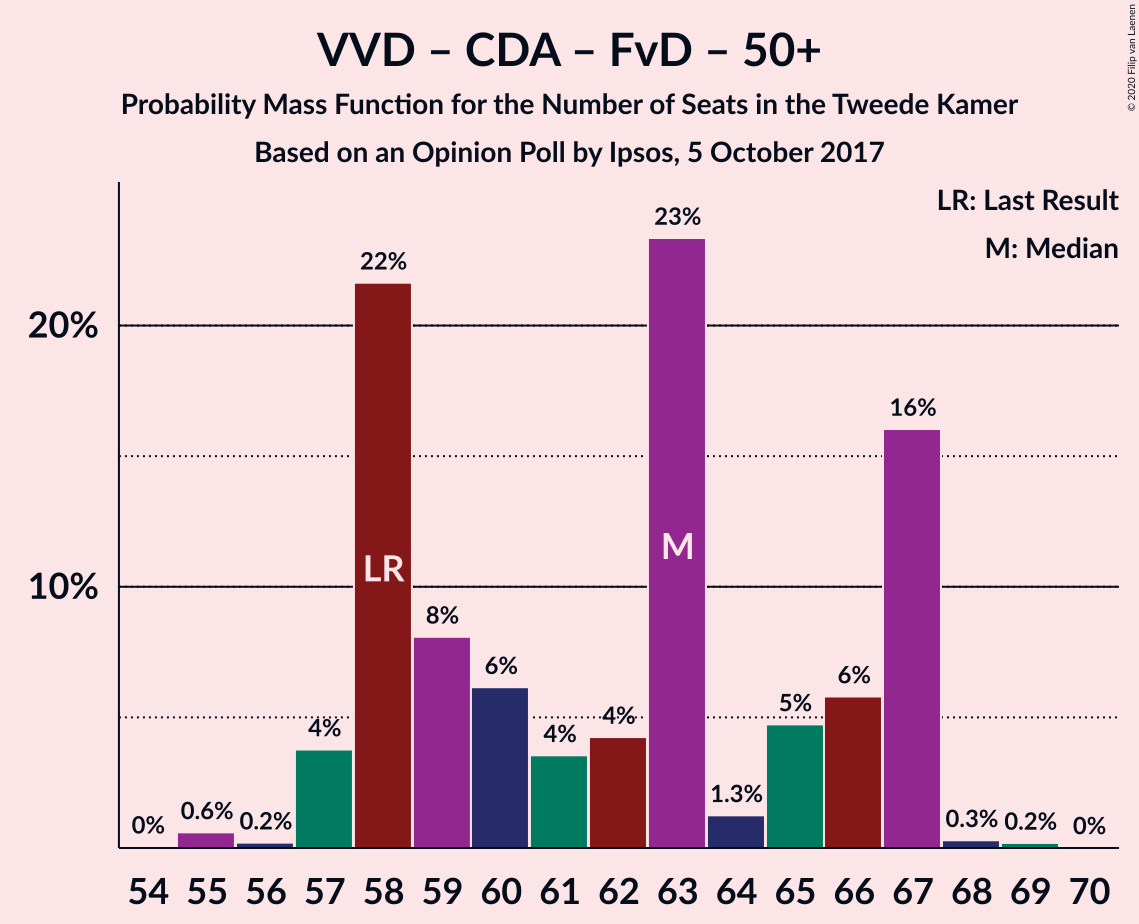 VVD – CDA – FvD – 50+
Probability Mass Function for the Number of Seats in the Tweede Kamer
Based on an Opinion Poll by Ipsos, 5 October 2017
© 2020 Filip van Laenen
LR: Last Result
M: Median
20%
10%
0%
0.6%
0.2%
4%
22%
8%
6%
4%
4%
23%
1.3%
5%
6%
16%
0.3%
0.2%
0%
LR
M
54 55 56 57 58 59 60 61 62 63 64 65 66 67 68 69 70